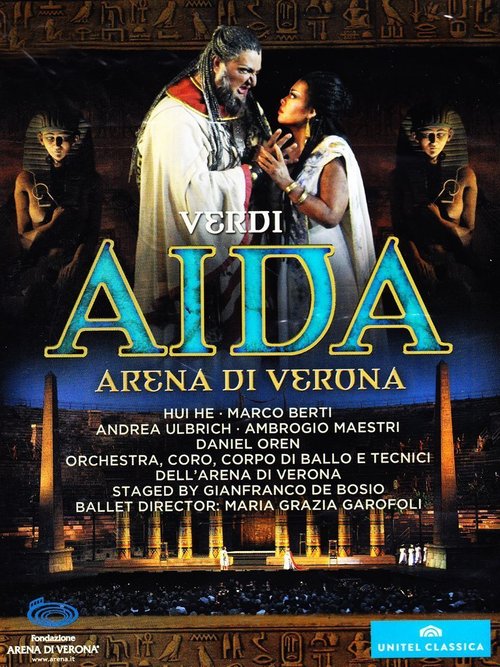 VERDI
AIDA
ARENA DI VERONA
HUI HE · MARCO BERTI
ANDREA ULBRICH · AMBROGIO MAESTRI
DANIEL OREN
ORCHESTRA, CORO, CORPO DI BALLO E TECNICI
DELL'ARENA DI VERONA
STAGED BY GIANFRANCO DE BOSIO
BALLET DIRECTOR: MARIA GRAZIA GAROFOLI
Fondazione
ARENA DI VERONA®
www.arena.it
UNITEL CLASSICA